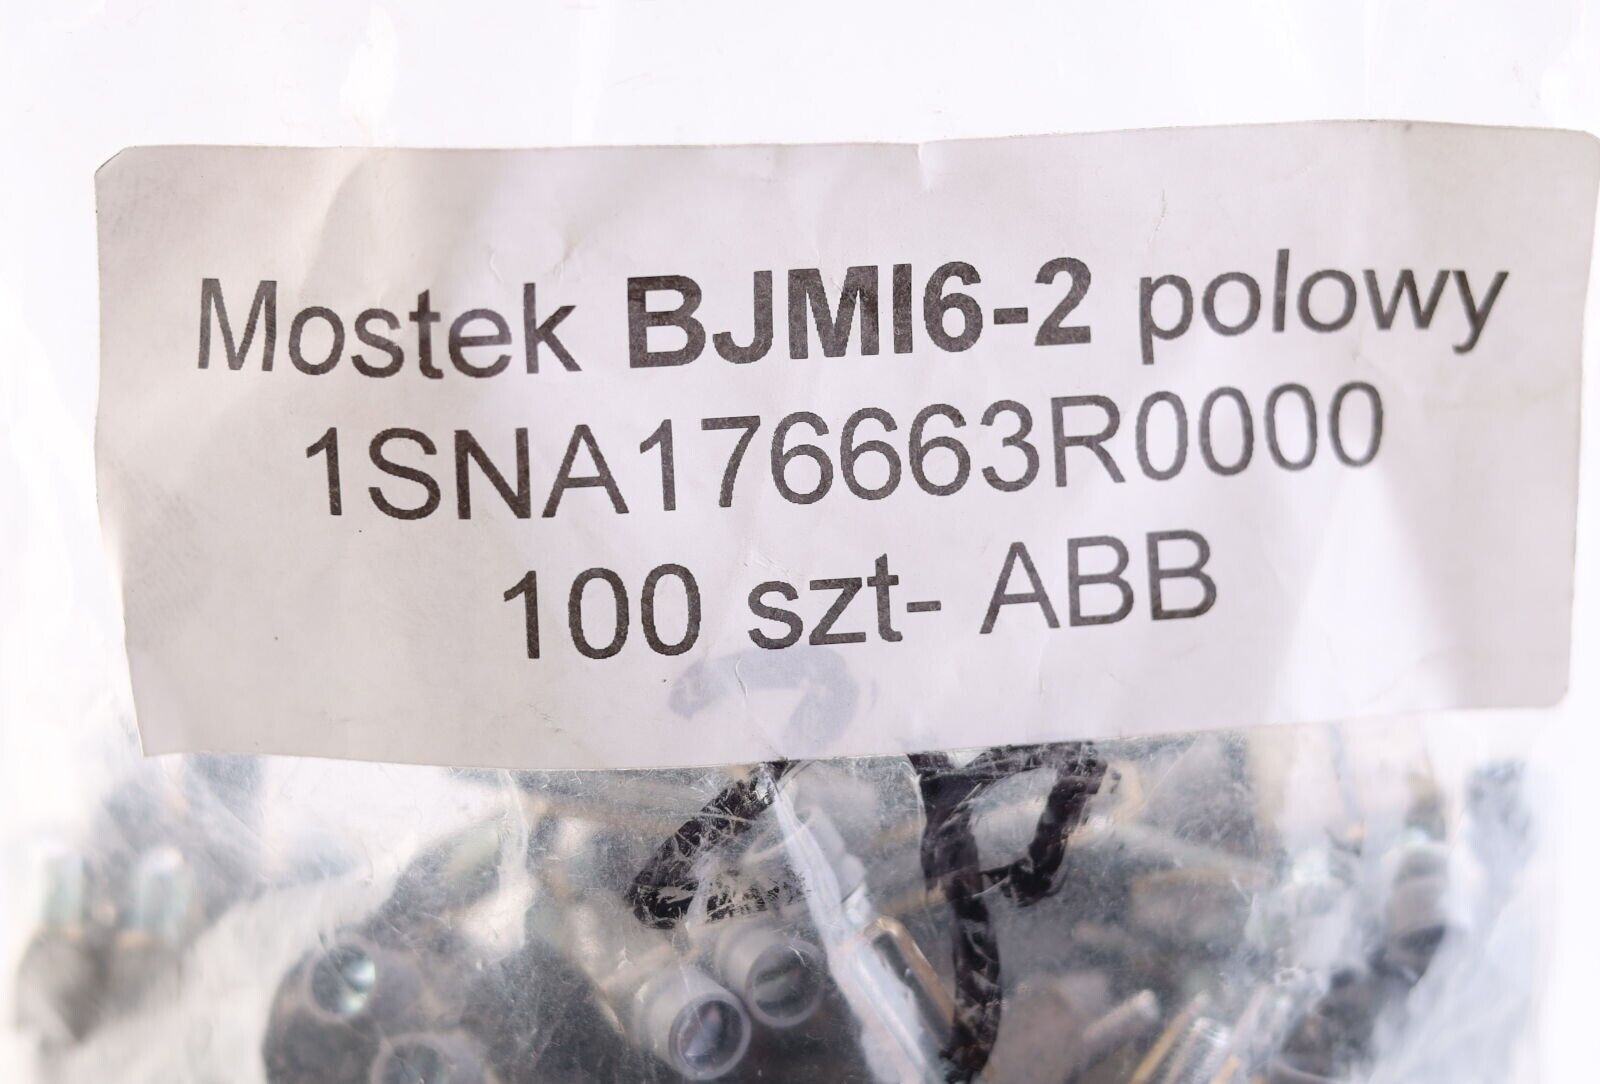 Mostek BJMI6-2 polowy
1SNA176663R0000
100 szt- ABB